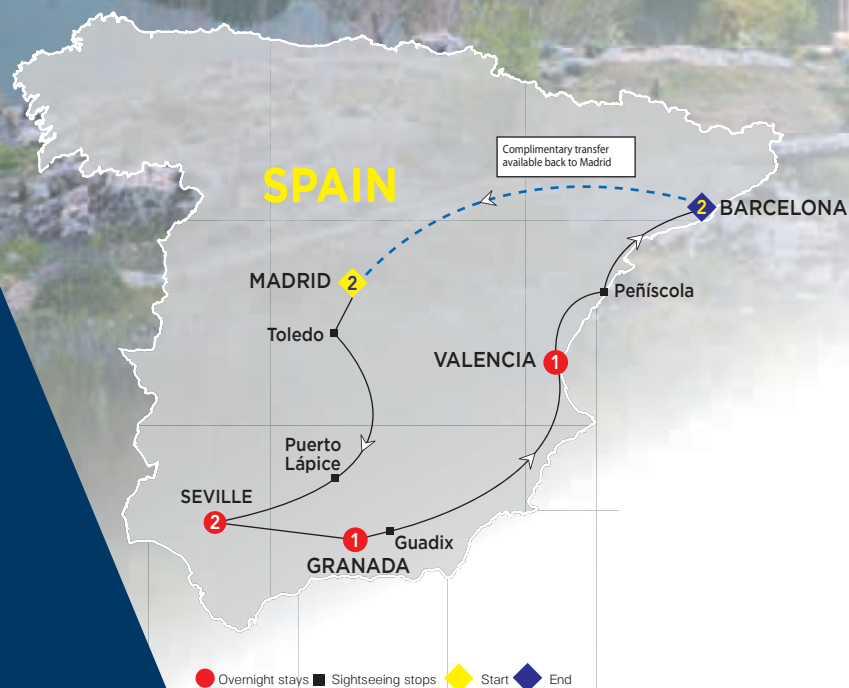 Complimentary transfer
available back to Madrid
SPAIN
2
BARCELONA
MADRID
2
Peñíscola
Toledo
VALENCIA
1
Puerto
Lápice
SEVILLE
2
1
Guadix
GRANADA
Overnight stays
Sightseeing stops
Start
End